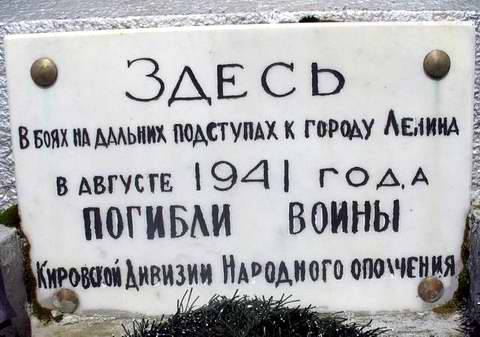 ЗДЕСЬ
В БОЯХ НА ДАЛЬНИХ ПОДСТУПАХ К ГОРОДУ ЛЕНИНА
В АВГУСТЕ 1941 ГОДА
ПОГИБЛИ ВОИНЫ
КИРОВСКОЙ ДИВИЗИИ НАРОДНОГО ОПОЛЧЕНИЯ